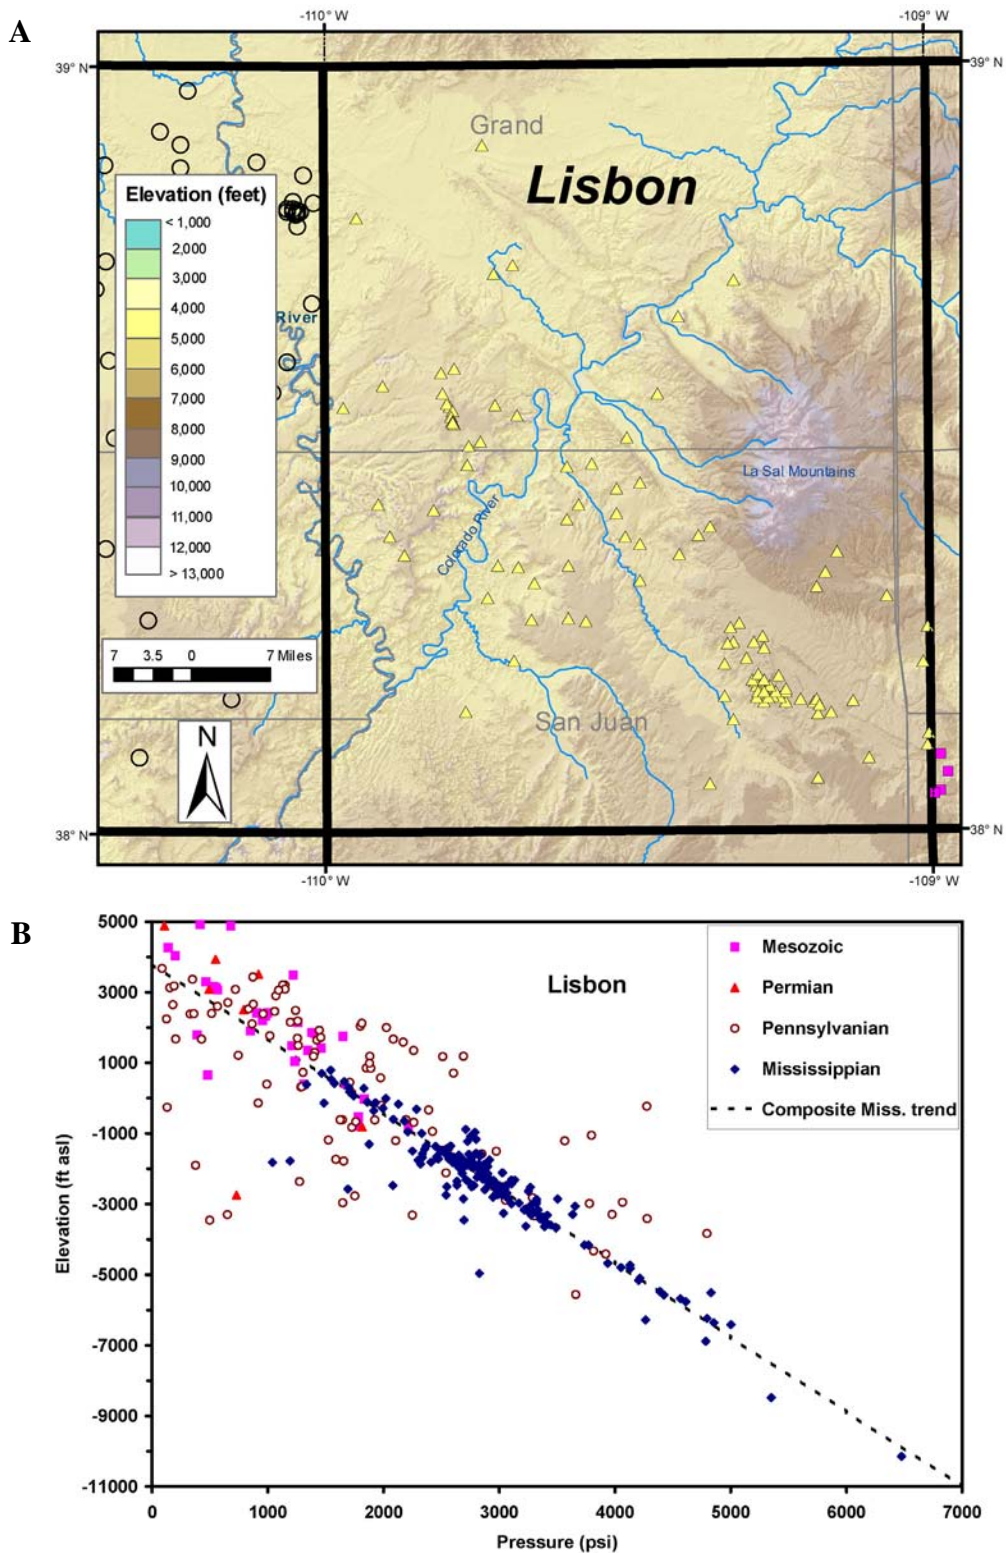 A
-110° W
-109° W
39° N
39° N
Grand
Lisbon
Elevation (feet)
< 1,000
2,000
3,000
4,000
5,000
6,000
7,000
8,000
9,000
10,000
11,000
12,000
> 13,000
River
La Sal Mountains
Colorado River
7 3.5 0 7 Miles
San Juan
N
38° N
38° N
-110° W
-109° W
B
5000
3000
1000
-1000
-3000
-5000
-7000
-9000
-11000
Elevation (ft asl)
Lisbon
Mesozoic
Permian
Pennsylvanian
Mississippian
Composite Miss. trend
0 1000 2000 3000 4000 5000 6000 7000
Pressure (psi)